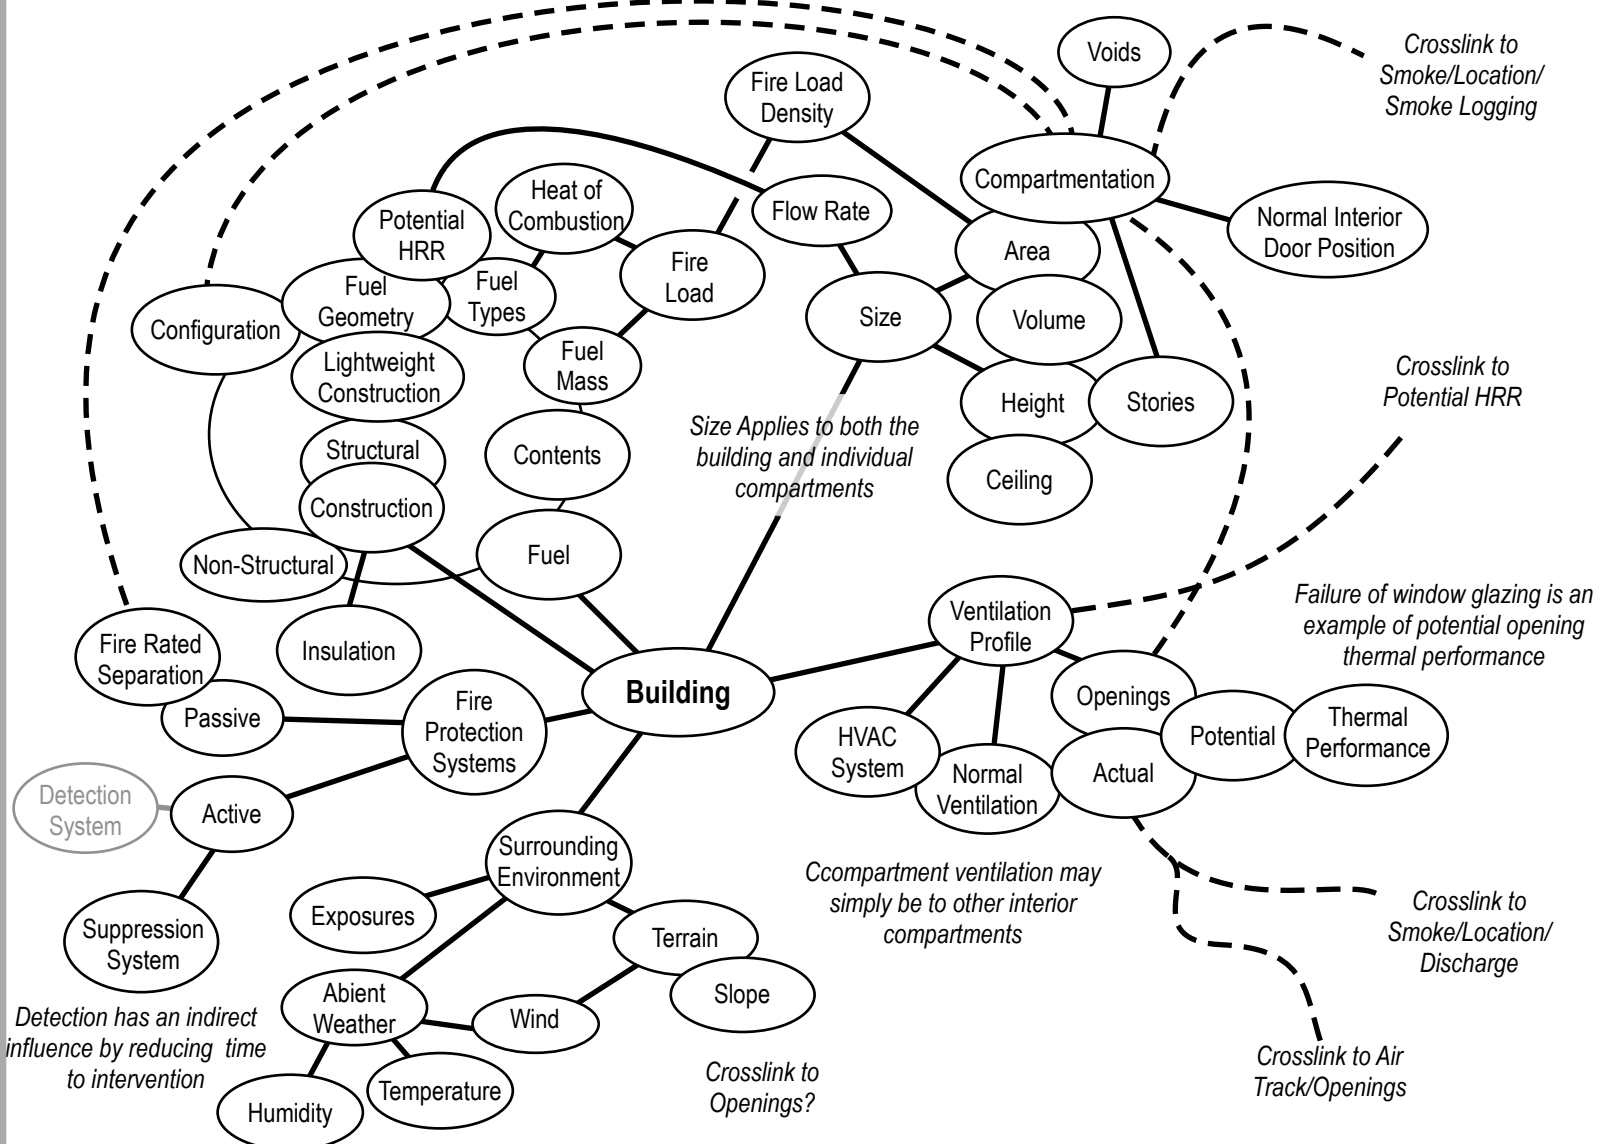 Voids
Crosslink to
Smoke/Location/
Smoke Logging
Fire Load
Density
Compartmentation
Heat of
Combustion
Flow Rate
Normal Interior
Door Position
Potential
HRR
Area
Fire
Load
Fuel
Types
Fuel
Geometry
Configuration
Size
Volume
Lightweight
Construction
Fuel
Mass
Crosslink to
Potential HRR
Height
Stories
Size Applies to both the
building and individual
compartments
Structural
Contents
Ceiling
Construction
Non-Structural
Fuel
Ventilation
Profile
Failure of window glazing is an
example of potential opening
thermal performance
Fire Rated
Separation
Insulation
Building
Openings
Passive
Fire
Protection
Systems
HVAC
System
Potential
Thermal
Performance
Normal
Ventilation
Actual
Detection
System
Active
Surrounding
Environment
Ccompartment ventilation may
simply be to other interior
compartments
Exposures
Crosslink to
Smoke/Location/
Discharge
Suppression
System
Terrain
Slope
Abient
Weather
Wind
Detection has an indirect
influence by reducing  time
to intervention
Crosslink to Air
Track/Openings
Temperature
Crosslink to
Openings?
Humidity